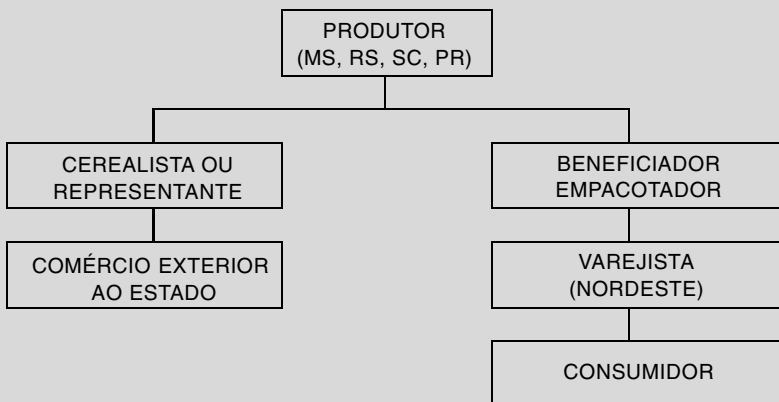 PRODUTOR
(MS, RS, SC, PR)
CEREALISTA OU
REPRESENTANTE
BENEFICIADOR
EMPACOTADOR
COMÉRCIO EXTERIOR
AO ESTADO
VAREJISTA
(NORDESTE)
CONSUMIDOR